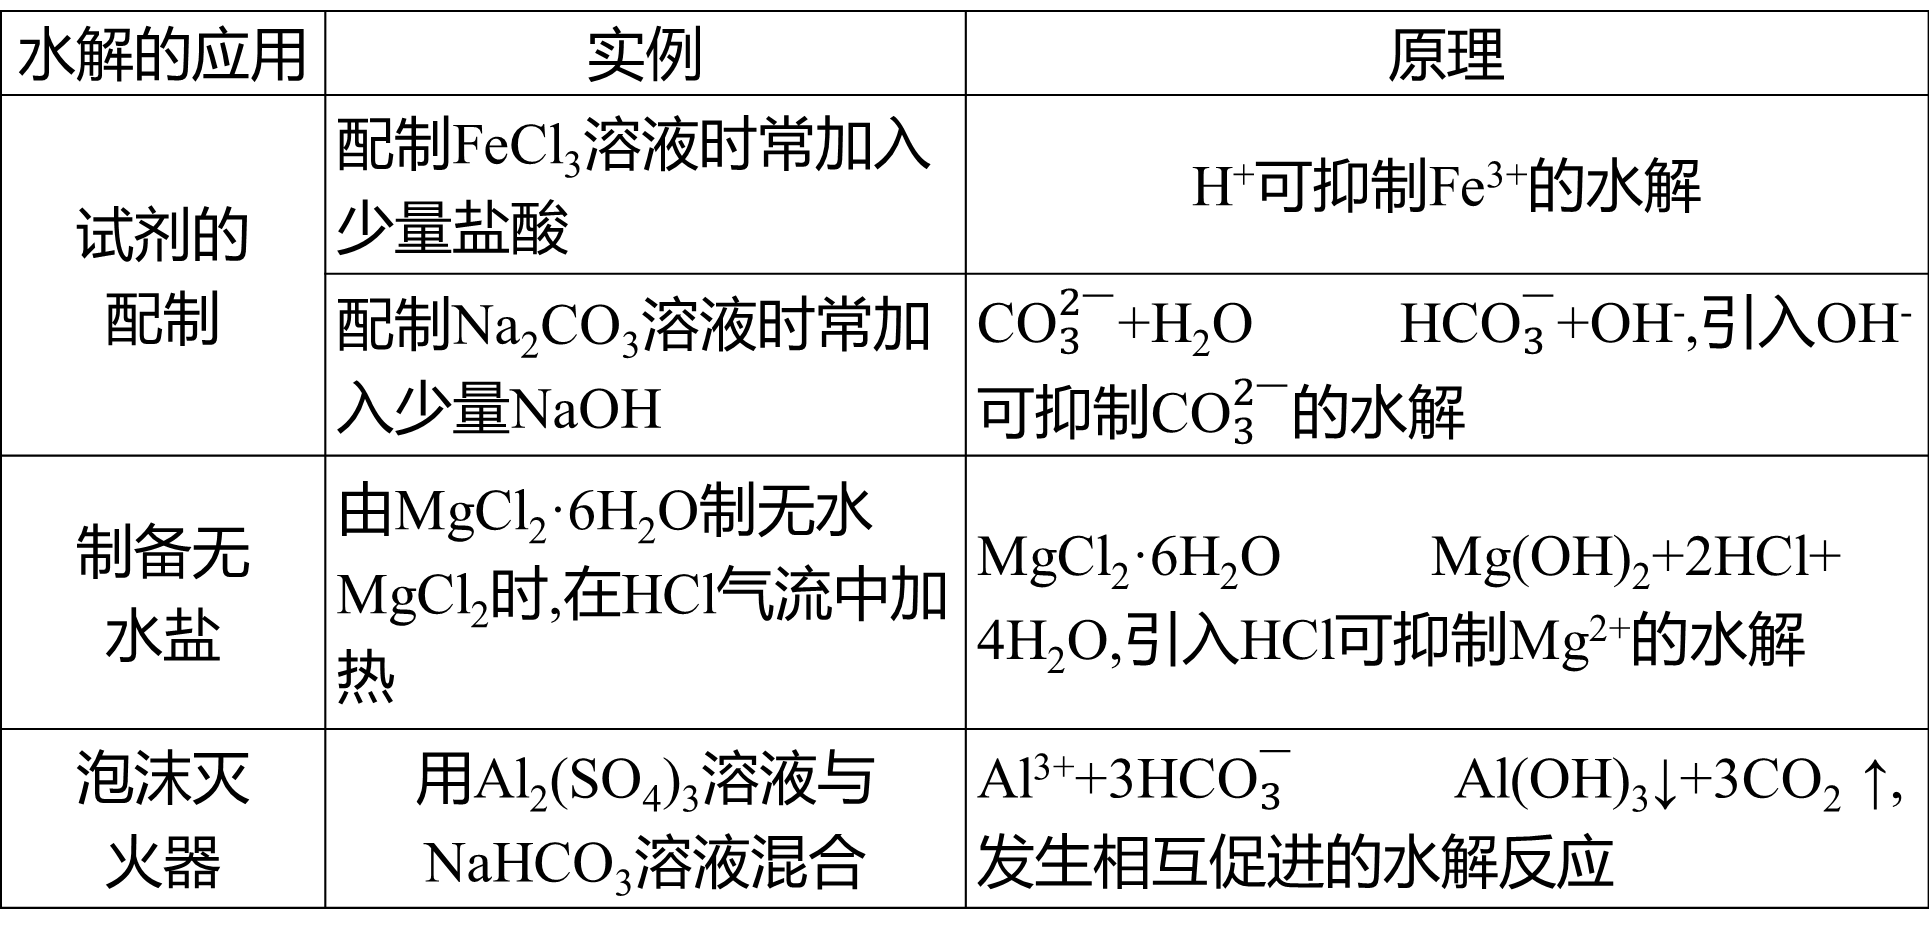 水解的应用 实例 原理
试剂的
配制
配制FeCl₃溶液时常加入
少量盐酸
H⁺可抑制Fe³⁺的水解
配制Na₂CO₃溶液时常加
入少量NaOH
CO₃²⁻+H₂O HCO₃⁻+OH⁻,引入OH⁻
可抑制CO₃²⁻的水解
制备无
水盐
由MgCl₂·6H₂O制无水
MgCl₂时,在HCl气流中加
热
MgCl₂·6H₂O Mg(OH)₂+2HCl+
4H₂O,引入HCl可抑制Mg²⁺的水解
泡沫灭
火器
用Al₂(SO₄)₃溶液与
NaHCO₃溶液混合
Al³⁺+3HCO₃⁻ Al(OH)₃↓+3CO₂ ↑,
发生相互促进的水解反应